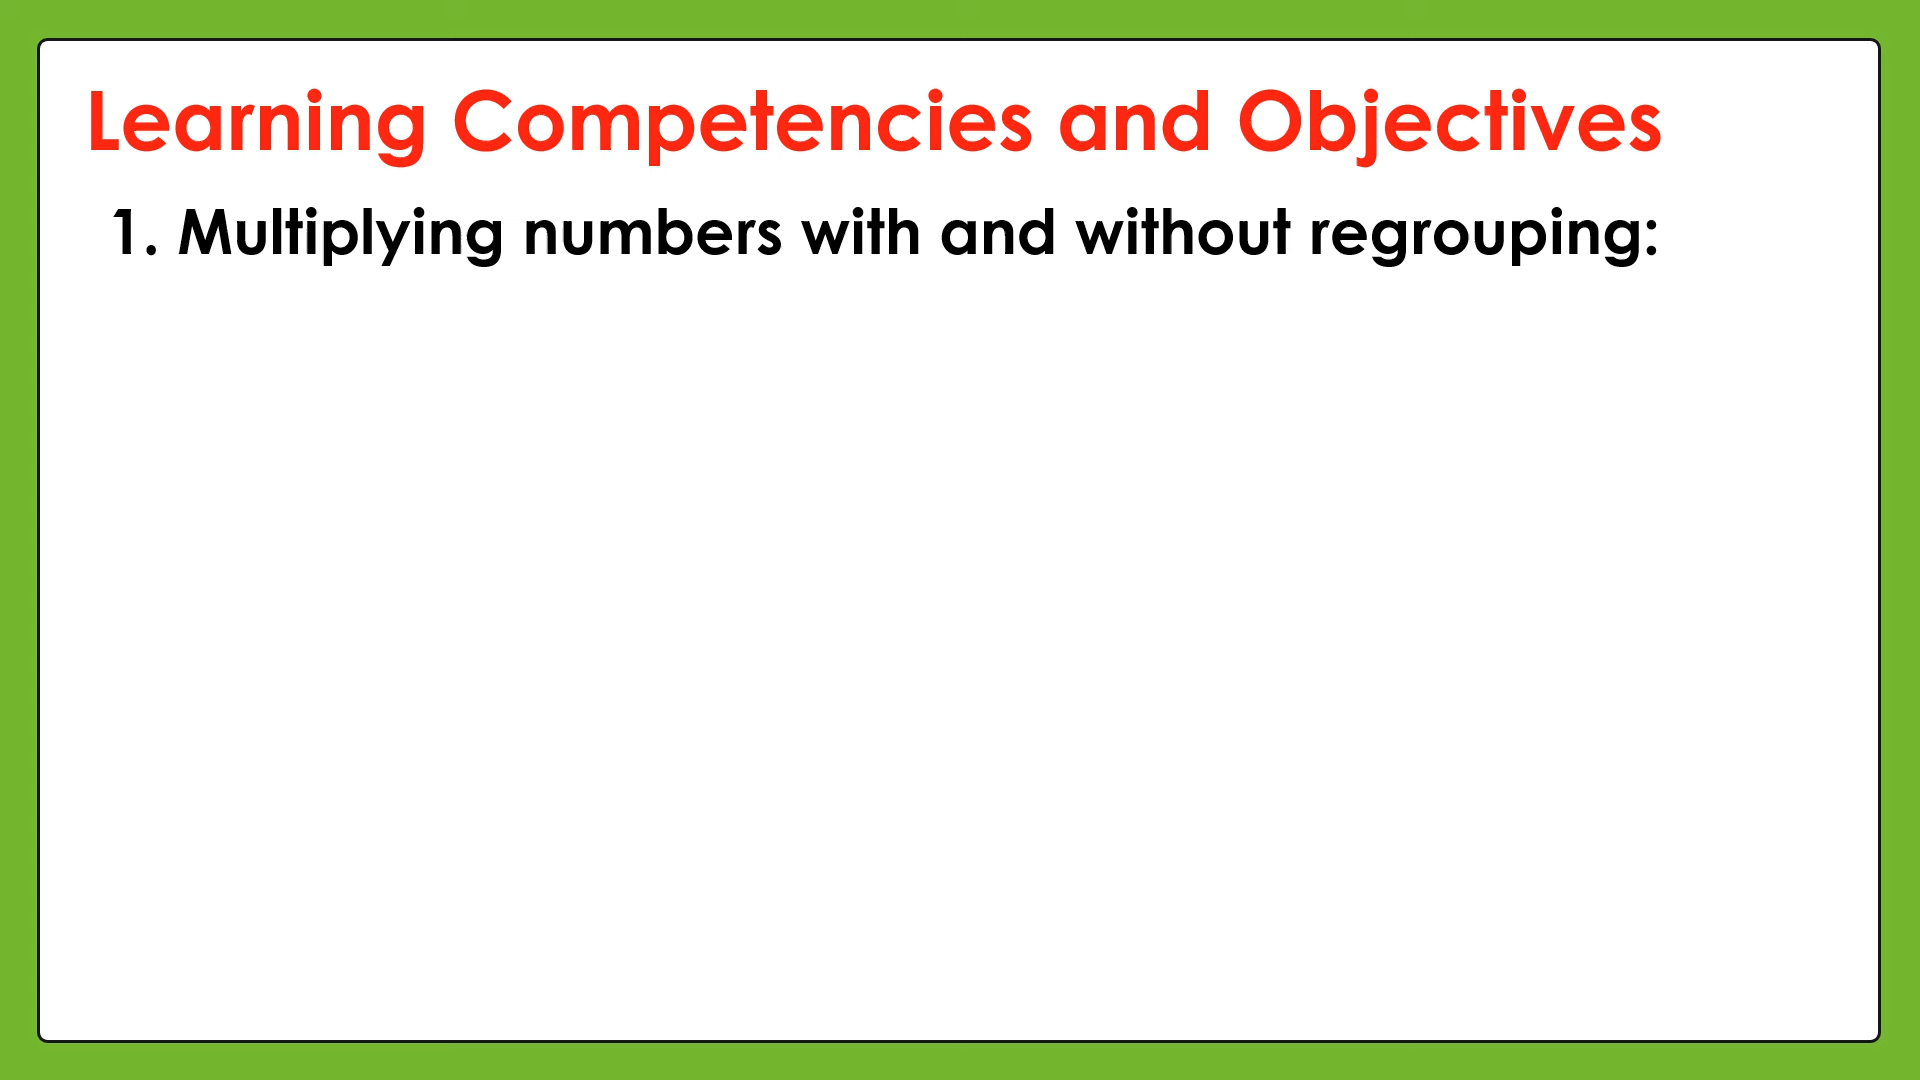 Learning Competencies and Objectives
1. Multiplying numbers with and without regrouping: